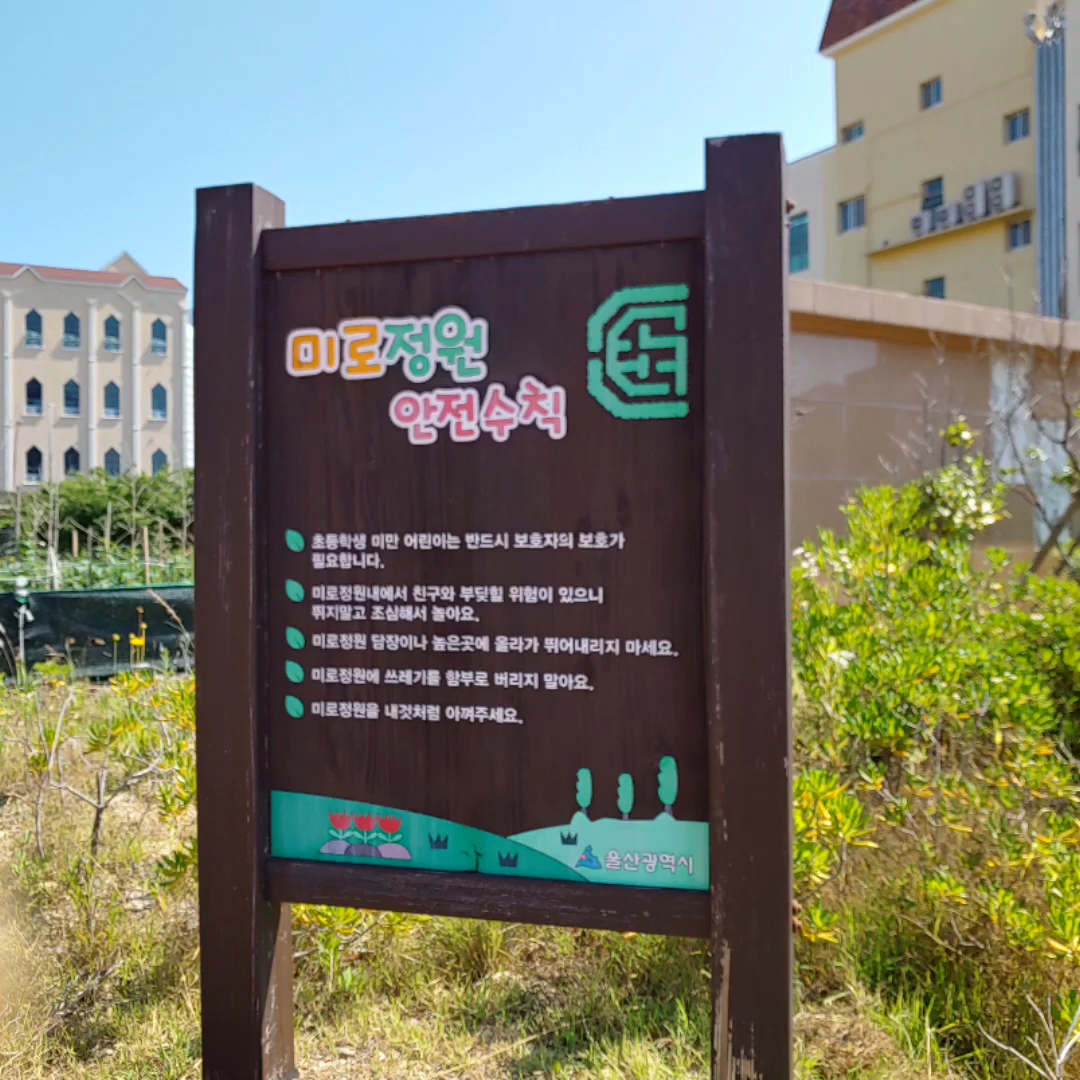 미로정원
안전수칙
초등학생 미만 어린이는 반드시 보호자의 보호가
필요합니다.
미로정원내에서 친구와 부딪힐 위험이 있으니
뛰지말고 조심해서 놀아요.
미로정원 담장이나 높은곳에 올라가 뛰어내리지 마세요.
미로정원에 쓰레기를 함부로 버리지 말아요.
미로정원을 내것처럼 아껴주세요.
울산광역시